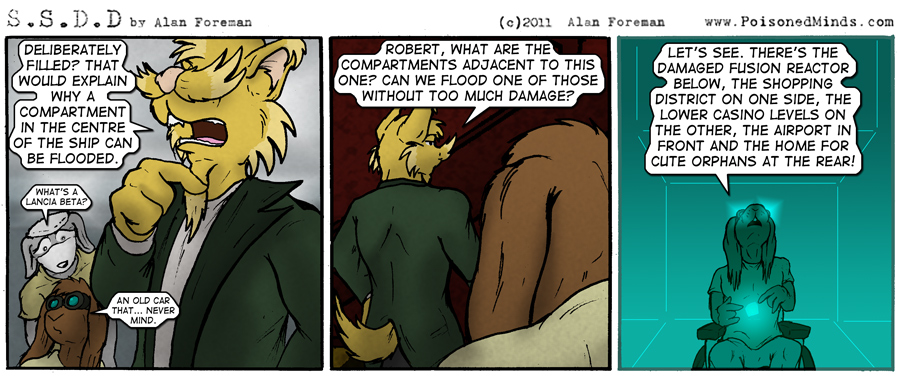 S.S.D.D by Alan Foreman (c)2011 Alan Foreman www.PoisonedMinds.com
DELIBERATELY
FILLED? THAT
WOULD EXPLAIN
WHY A
COMPARTMENT
IN THE CENTRE
OF THE SHIP CAN
BE FLOODED.
WHAT'S A
LANCIA BETA?
AN OLD CAR
THAT... NEVER
MIND.
ROBERT, WHAT ARE THE
COMPARTMENTS ADJACENT TO THIS
ONE? CAN WE FLOOD ONE OF THOSE
WITHOUT TOO MUCH DAMAGE?
LET'S SEE. THERE'S THE
DAMAGED FUSION REACTOR
BELOW, THE SHOPPING
DISTRICT ON ONE SIDE, THE
LOWER CASINO LEVELS ON
THE OTHER, THE AIRPORT IN
FRONT AND THE HOME FOR
CUTE ORPHANS AT THE REAR!